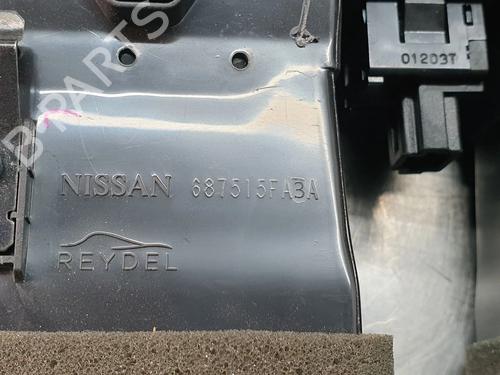 B-PARTS
01203T
NISSAN 687515FA3A
REYDEL